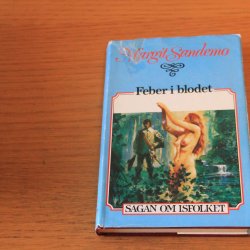 Margit Sandemo
Feber i blodet
SAGAN OM ISFOLKET